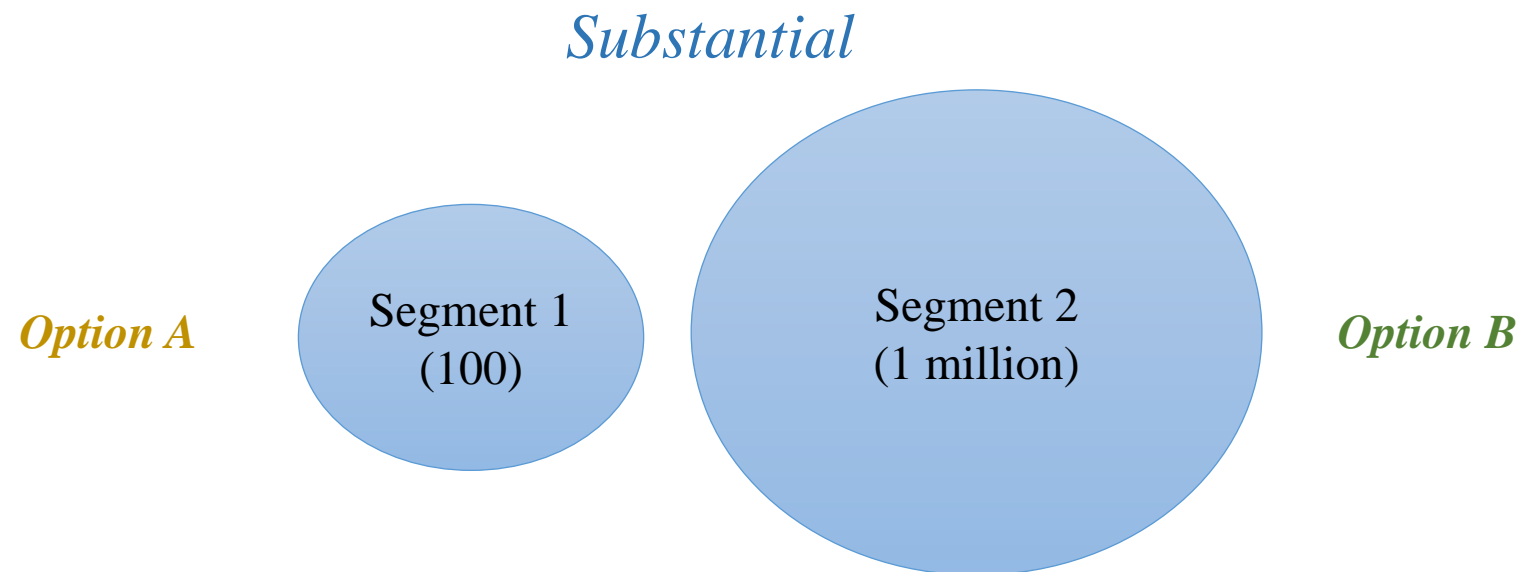 Substantial
Option A
Segment 1
(100)
Segment 2
(1 million)
Option B